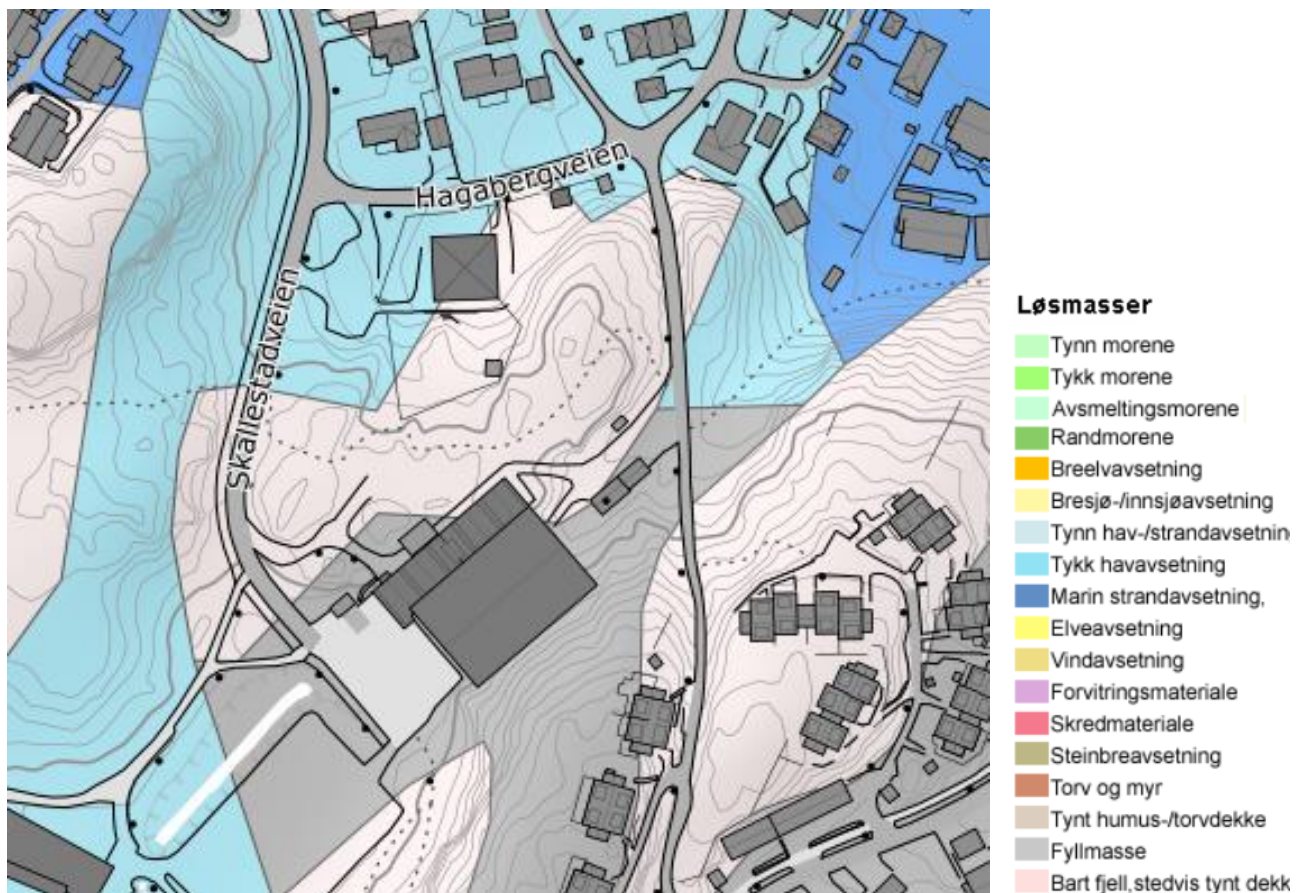 Hagabergveien
Skallestadveien
Løsmasser
Tynn morene
Tykk morene
Avsmeltingsmorene
Randmorene
Breelvavsetning
Bresjø-/innsjøavsetning
Tynn hav-/strandavsetnin
Tykk havavsetning
Marin strandavsetning,
Elveavsetning
Vindavsetning
Forvitringsmateriale
Skredmateriale
Steinbreavsetning
Torv og myr
Tynt humus-/torvdekke
Fyllmasse
Bart fjell,stedvis tynt dekk